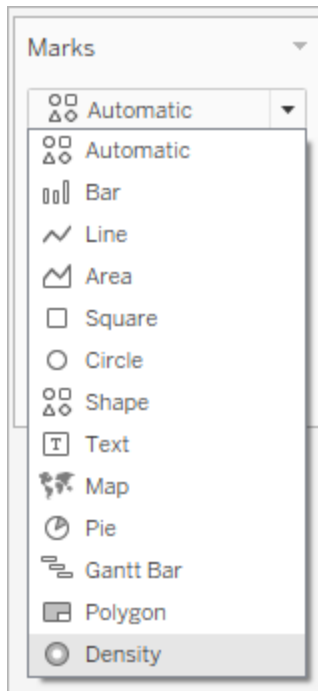 Marks
Automatic
Automatic
Bar
Line
Area
Square
Circle
Shape
T Text
Map
Pie
Gantt Bar
Polygon
Density